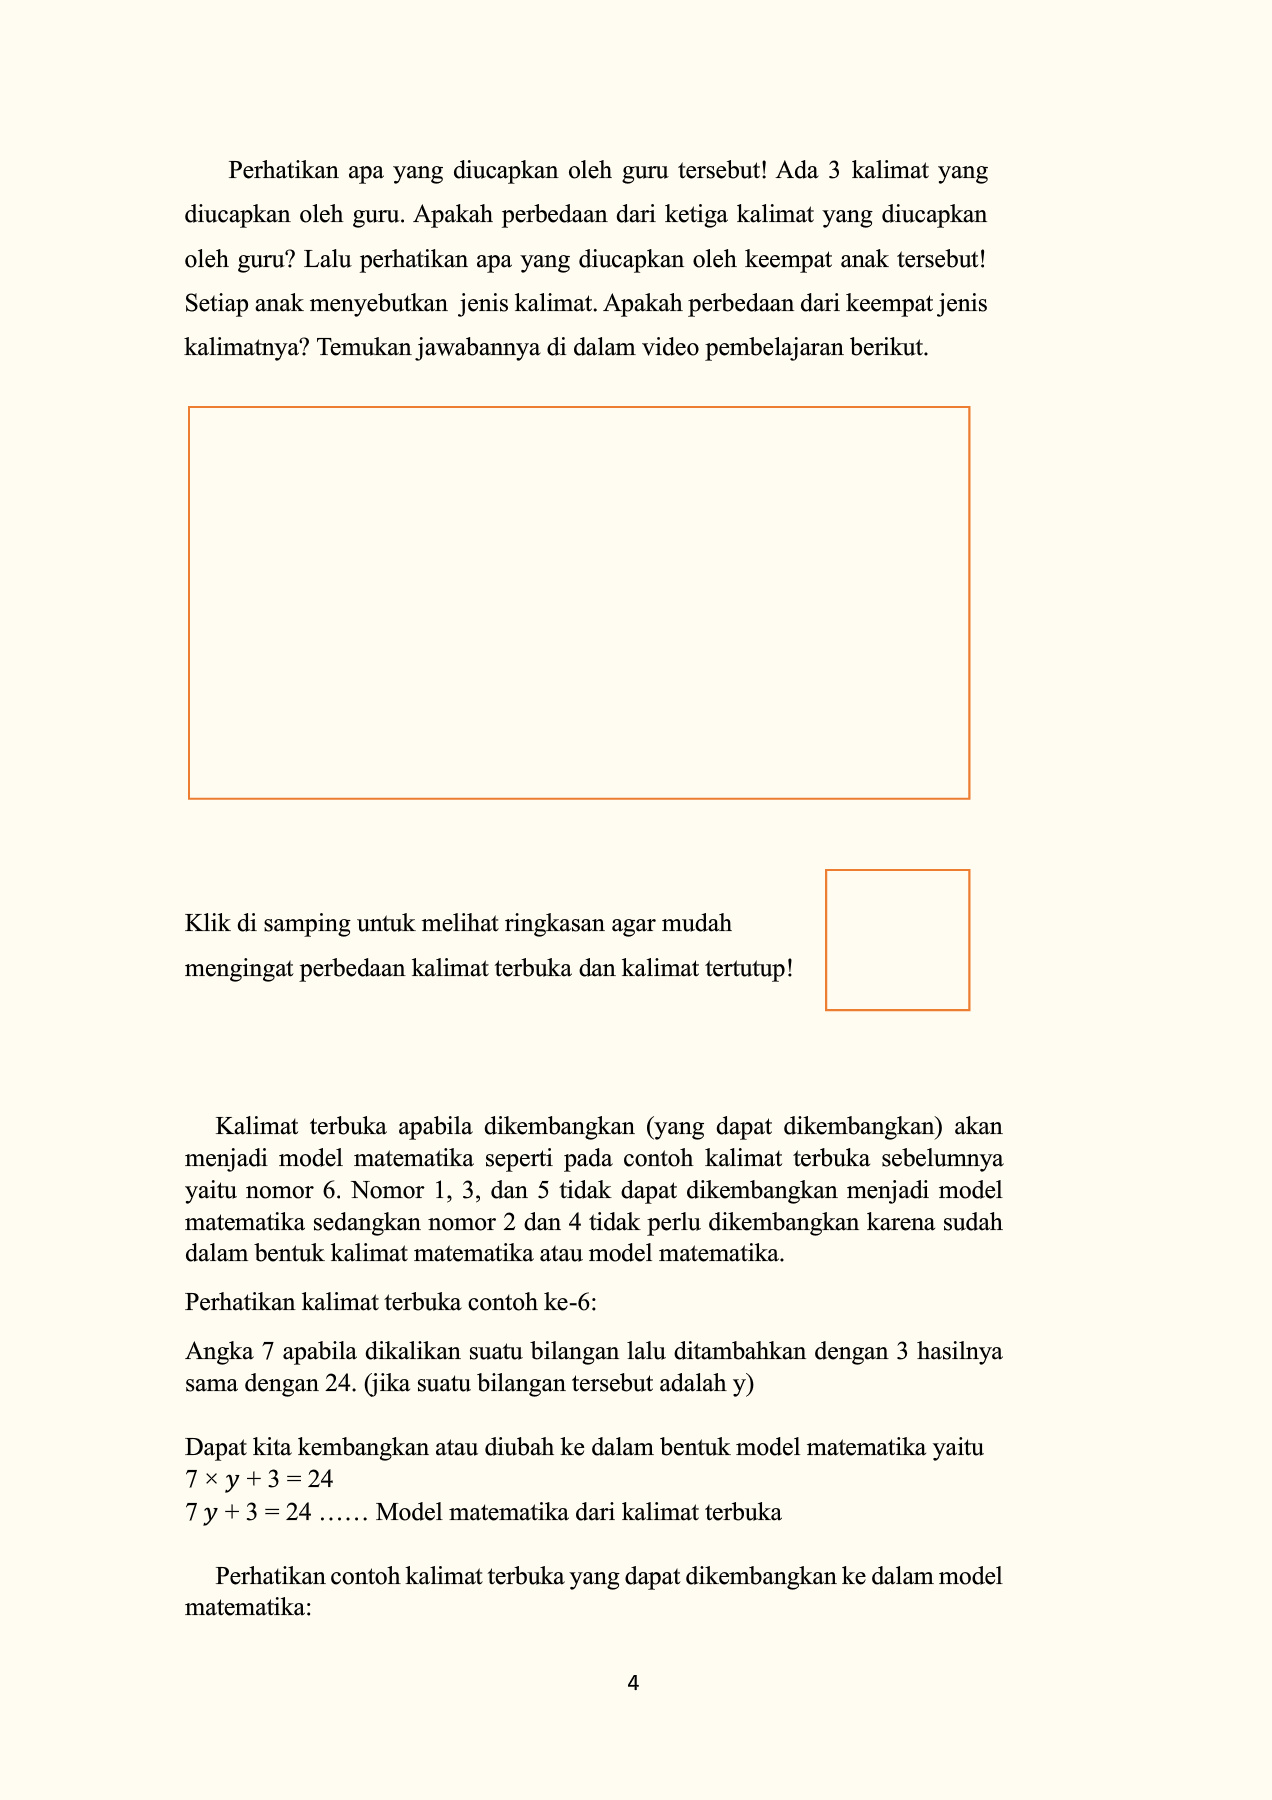 Perhatikan apa yang diucapkan oleh guru tersebut! Ada 3 kalimat yang
diucapkan oleh guru. Apakah perbedaan dari ketiga kalimat yang diucapkan
oleh guru? Lalu perhatikan apa yang diucapkan oleh keempat anak tersebut!
Setiap anak menyebutkan jenis kalimat. Apakah perbedaan dari keempat jenis
kalimatnya? Temukan jawabannya di dalam video pembelajaran berikut.
Klik di samping untuk melihat ringkasan agar mudah
mengingat perbedaan kalimat terbuka dan kalimat tertutup!
Kalimat terbuka apabila dikembangkan (yang dapat dikembangkan) akan
menjadi model matematika seperti pada contoh kalimat terbuka sebelumnya
yaitu nomor 6. Nomor 1, 3, dan 5 tidak dapat dikembangkan menjadi model
matematika sedangkan nomor 2 dan 4 tidak perlu dikembangkan karena sudah
dalam bentuk kalimat matematika atau model matematika.
Perhatikan kalimat terbuka contoh ke-6:
Angka 7 apabila dikalikan suatu bilangan lalu ditambahkan dengan 3 hasilnya
sama dengan 24. (jika suatu bilangan tersebut adalah y)
Dapat kita kembangkan atau diubah ke dalam bentuk model matematika yaitu
7 × y + 3 = 24
7 y + 3 = 24 …… Model matematika dari kalimat terbuka
Perhatikan contoh kalimat terbuka yang dapat dikembangkan ke dalam model
matematika:
4